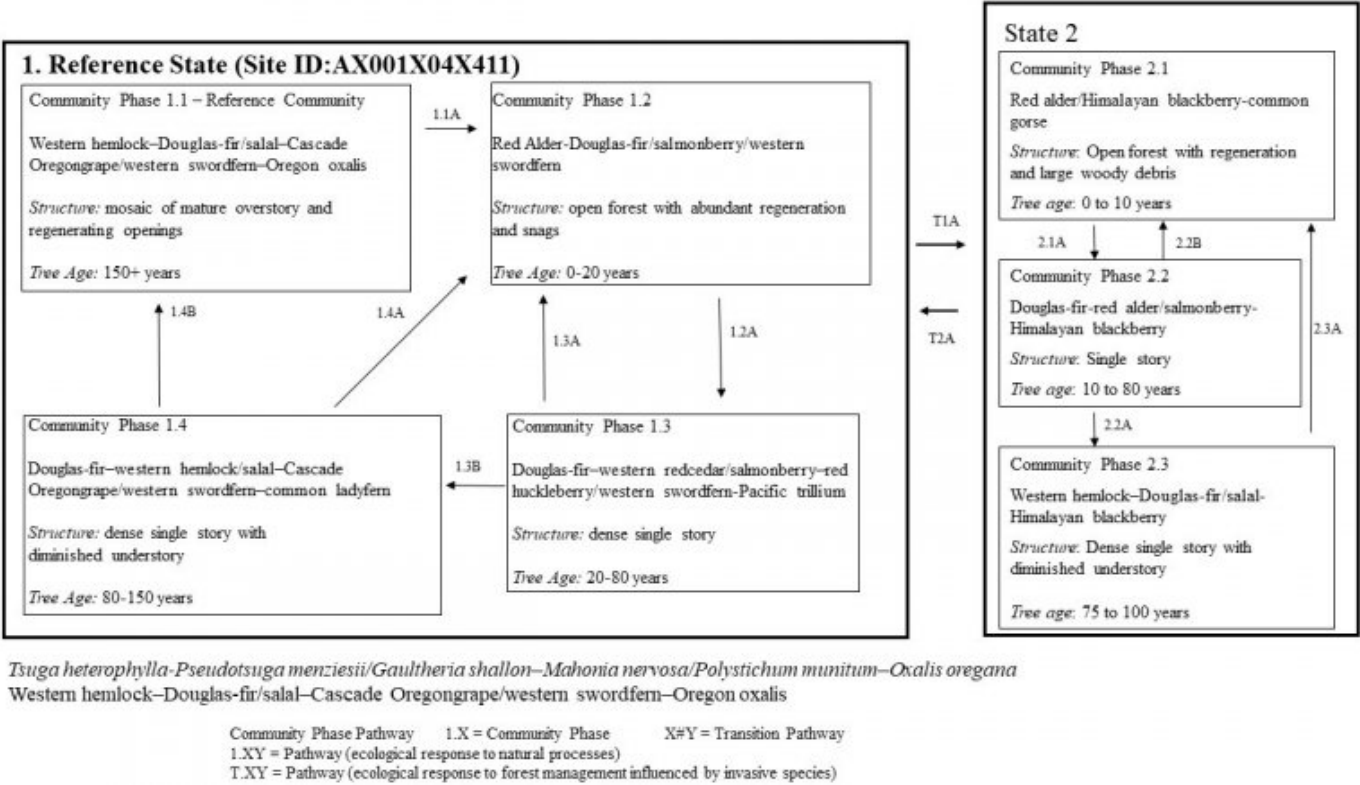 1. Reference State (Site ID:AX001X04X411)
Community Phase 1.1 – Reference Community
Western hemlock–Douglas-fir/salal–Cascade
Oregongrape/western swordfern–Oregon oxalis
Structure: mosaic of mature overstory and
regenerating openings
Tree Age: 150+ years
1.1A
Community Phase 1.2
Red Alder-Douglas-fir/salmonberry/western
swordfern
Structure: open forest with abundant regeneration
and snags
Tree Age: 0-20 years
1.4B
1.4A
1.3A
1.2A
Community Phase 1.4
Douglas-fir–western hemlock/salal–Cascade
Oregongrape/western swordfern–common ladyfern
Structure: dense single story with
diminished understory
Tree Age: 80-150 years
1.3B
Community Phase 1.3
Douglas-fir–western redcedar/salmonberry–red
huckleberry/western swordfern-Pacific trillium
Structure: dense single story
Tree Age: 20-80 years
T1A
T2A
State 2
Community Phase 2.1
Red alder/Himalayan blackberry-common
gorse
Structure: Open forest with regeneration
and large woody debris
Tree age: 0 to 10 years
2.1A
2.2B
Community Phase 2.2
Douglas-fir-red alder/salmonberry-
Himalayan blackberry
Structure: Single story
Tree age: 10 to 80 years
2.3A
2.2A
Community Phase 2.3
Western hemlock–Douglas-fir/salal-
Himalayan blackberry
Structure: Dense single story with
diminished understory
Tree age: 75 to 100 years
Tsuga heterophylla-Pseudotsuga menziesii/Gaultheria shallon–Mahonia nervosa/Polystichum munitum–Oxalis oregana
Western hemlock–Douglas-fir/salal–Cascade Oregongrape/western swordfern–Oregon oxalis
Community Phase Pathway 1.X = Community Phase X#Y = Transition Pathway
1.XY = Pathway (ecological response to natural processes)
T.XY = Pathway (ecological response to forest management influenced by invasive species)